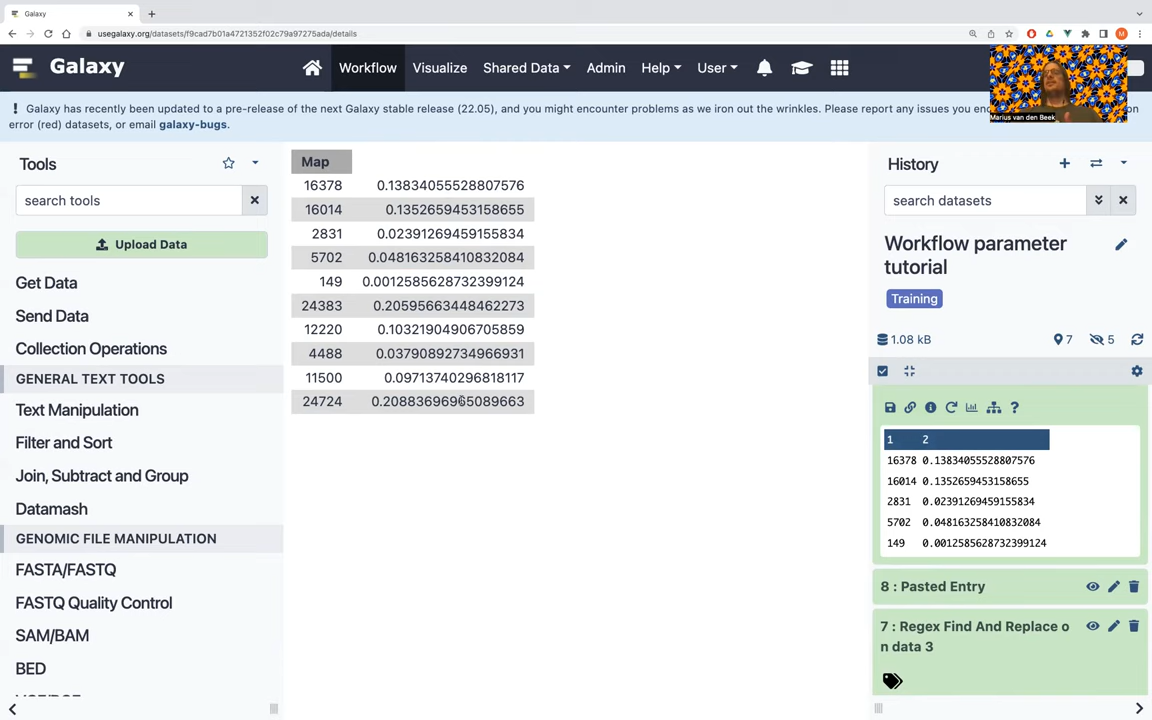 Galaxy
usegalaxy.org/datasets/f9cad7b01a4721352f02c79a97275ada/details
M
Galaxy
Workflow
Visualize
Shared Data
Admin
Help
User
Marius van den Beek
! Galaxy has recently been updated to a pre-release of the next Galaxy stable release (22.05), and you might encounter problems as we iron out the wrinkles. Please report any issues you en
on
error (red) datasets, or email galaxy-bugs.
Tools
search tools
Upload Data
Get Data
Send Data
Collection Operations
GENERAL TEXT TOOLS
Text Manipulation
Filter and Sort
Join, Subtract and Group
Datamash
GENOMIC FILE MANIPULATION
FASTA/FASTQ
FASTQ Quality Control
SAM/BAM
BED
Map
16378 0.13834055528807576
16014 0.1352659453158655
2831 0.02391269459155834
5702 0.048163258410832084
149 0.0012585628732399124
24383 0.20595663448462273
12220 0.10321904906705859
4488 0.03790892734966931
11500 0.09713740296818117
24724 0.20883696965089663
History
search datasets
Workflow parameter
tutorial
Training
1.08 kB
7
5
?
1 2
16378 0.13834055528807576
16014 0.1352659453158655
2831 0.02391269459155834
5702 0.048163258410832084
149 0.0012585628732399124
8 : Pasted Entry
7 : Regex Find And Replace o
n data 3